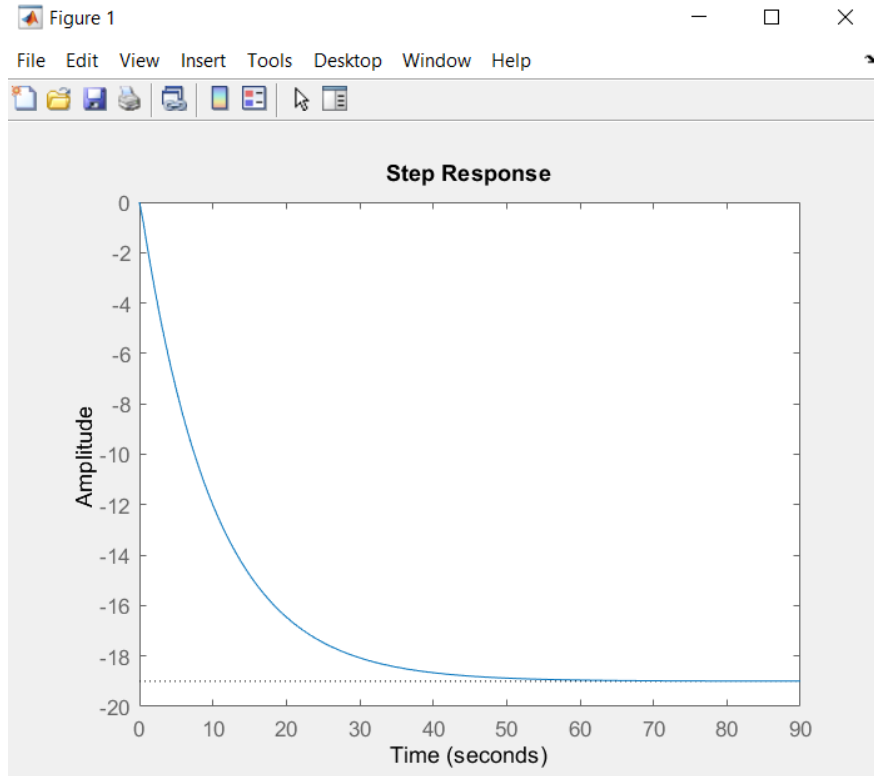 Figure 1
File Edit View Insert Tools Desktop Window Help
Step Response
Amplitude
0
-2
-4
-6
-8
-10
-12
-14
-16
-18
-20
0 10 20 30 40 50 60 70 80 90
Time (seconds)